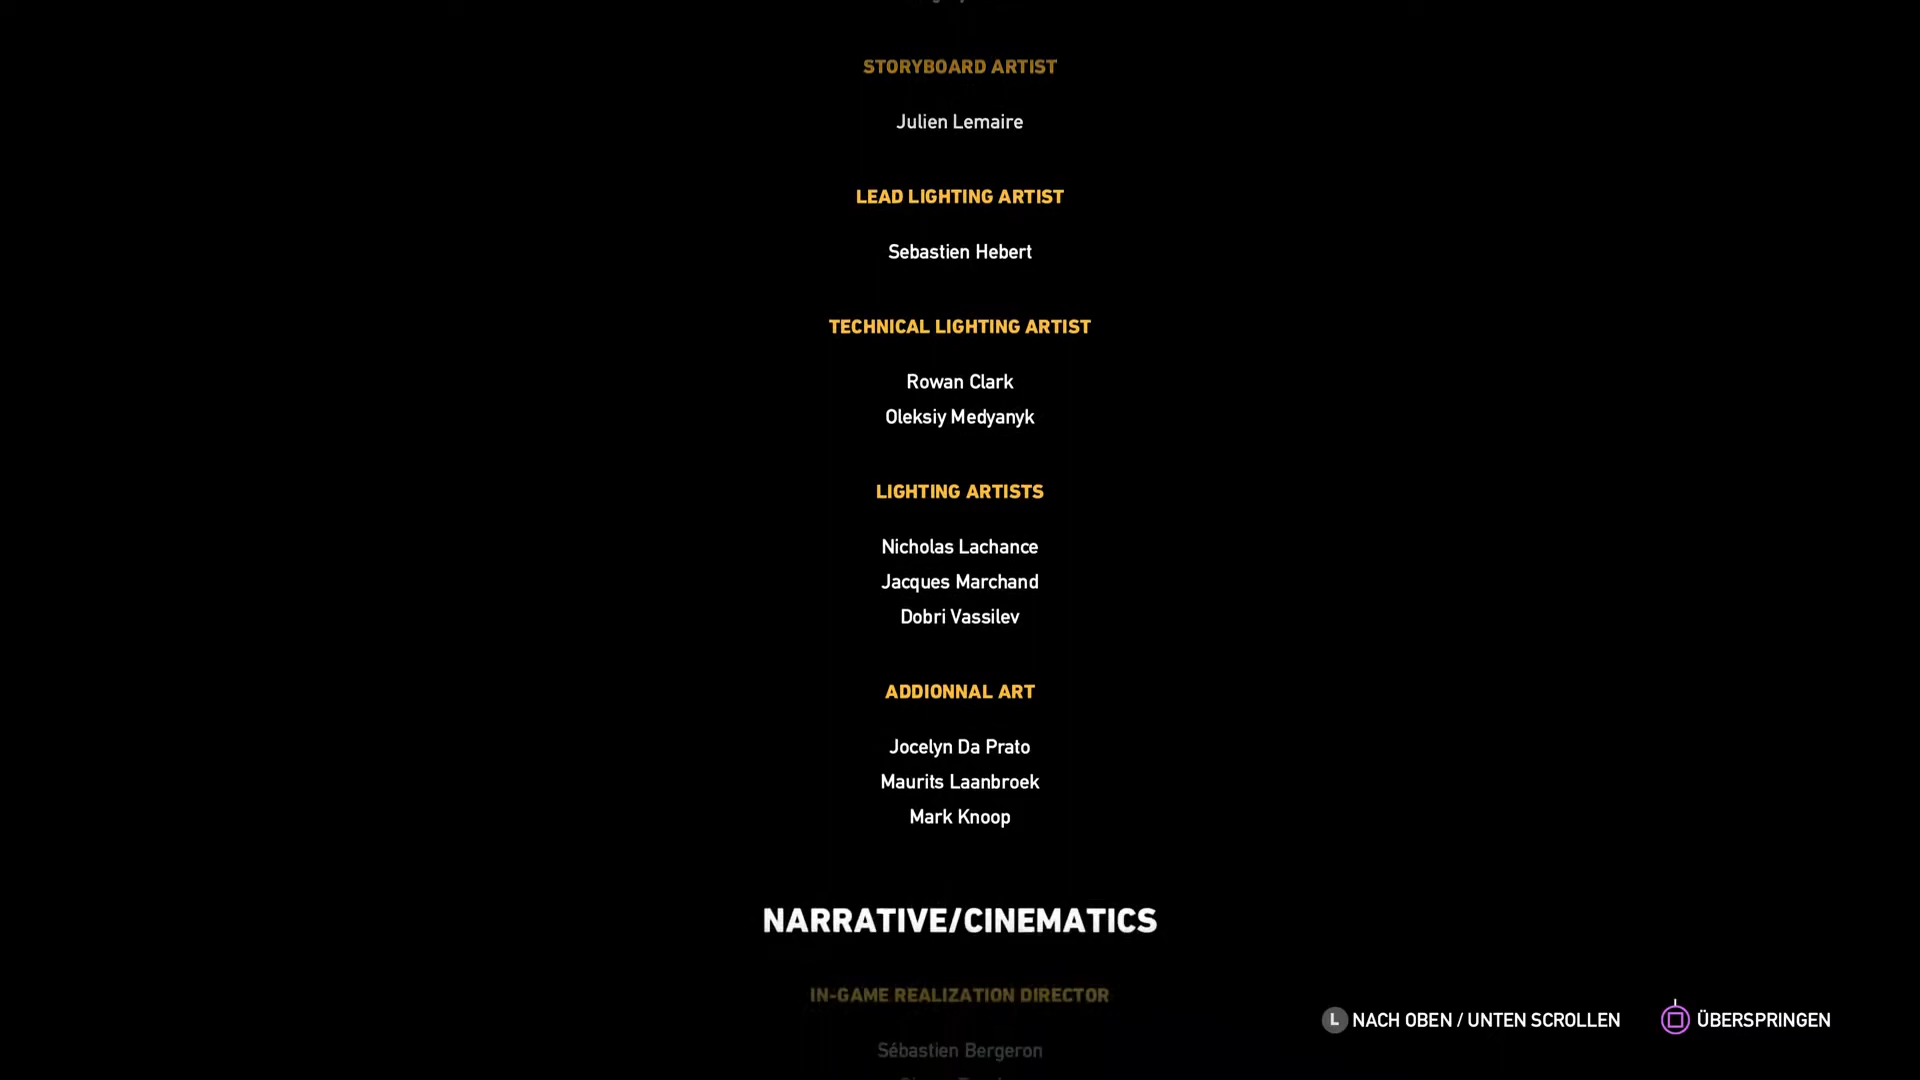 STORYBOARD ARTIST
Julien Lemaire
LEAD LIGHTING ARTIST
Sebastien Hebert
TECHNICAL LIGHTING ARTIST
Rowan Clark
Oleksiy Medyanyk
LIGHTING ARTISTS
Nicholas Lachance
Jacques Marchand
Dobri Vassilev
ADDIONNAL ART
Jocelyn Da Prato
Maurits Laanbroek
Mark Knoop
NARRATIVE/CINEMATICS
IN-GAME REALIZATION DIRECTOR
L NACH OBEN / UNTEN SCROLLEN
ÜBERSPRINGEN
Sébastien Bergeron